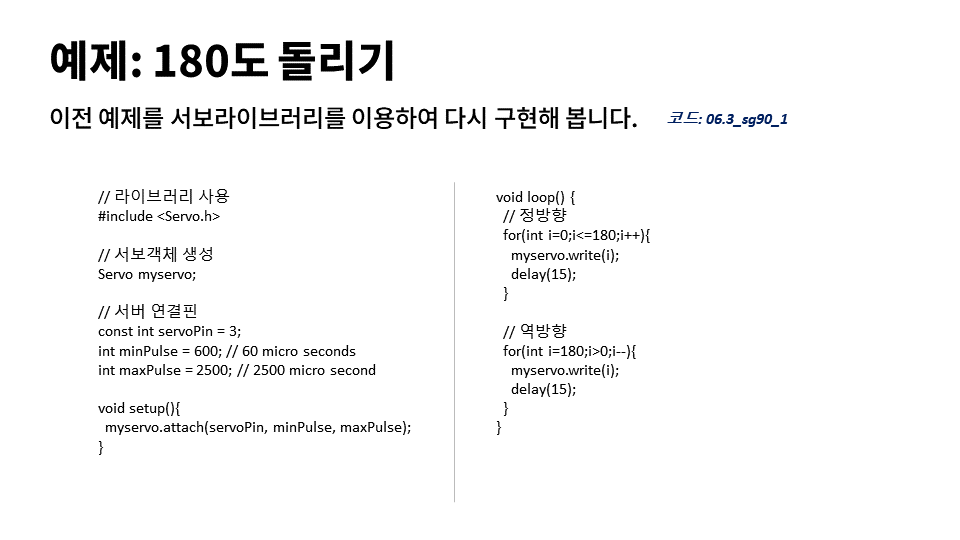 예제: 180도 돌리기
이전 예제를 서보라이브러리를 이용하여 다시 구현해 봅니다.
코드: 06.3_sg90_1
// 라이브러리 사용
#include <Servo.h>
// 서보객체 생성
Servo myservo;
// 서버 연결핀
const int servoPin = 3;
int minPulse = 600; // 60 micro seconds
int maxPulse = 2500; // 2500 micro second
void setup(){
myservo.attach(servoPin, minPulse, maxPulse);
}
void loop() {
// 정방향
for(int i=0;i<=180;i++){
myservo.write(i);
delay(15);
}
// 역방향
for(int i=180;i>0;i--){
myservo.write(i);
delay(15);
}
}